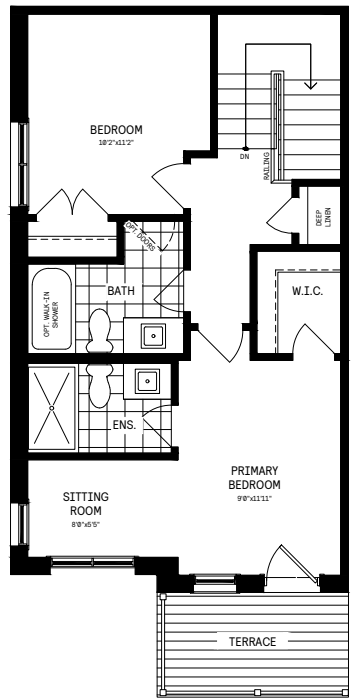 BEDROOM
10'2"x11'2"
DN
RAILING
DEEP
LINEN
OPT. DOORS
OPT. WALK-IN
SHOWER
BATH
W.I.C.
ENS.
PRIMARY
BEDROOM
9'0"x11'11"
SITTING
ROOM
8'0"x5'5"
TERRACE